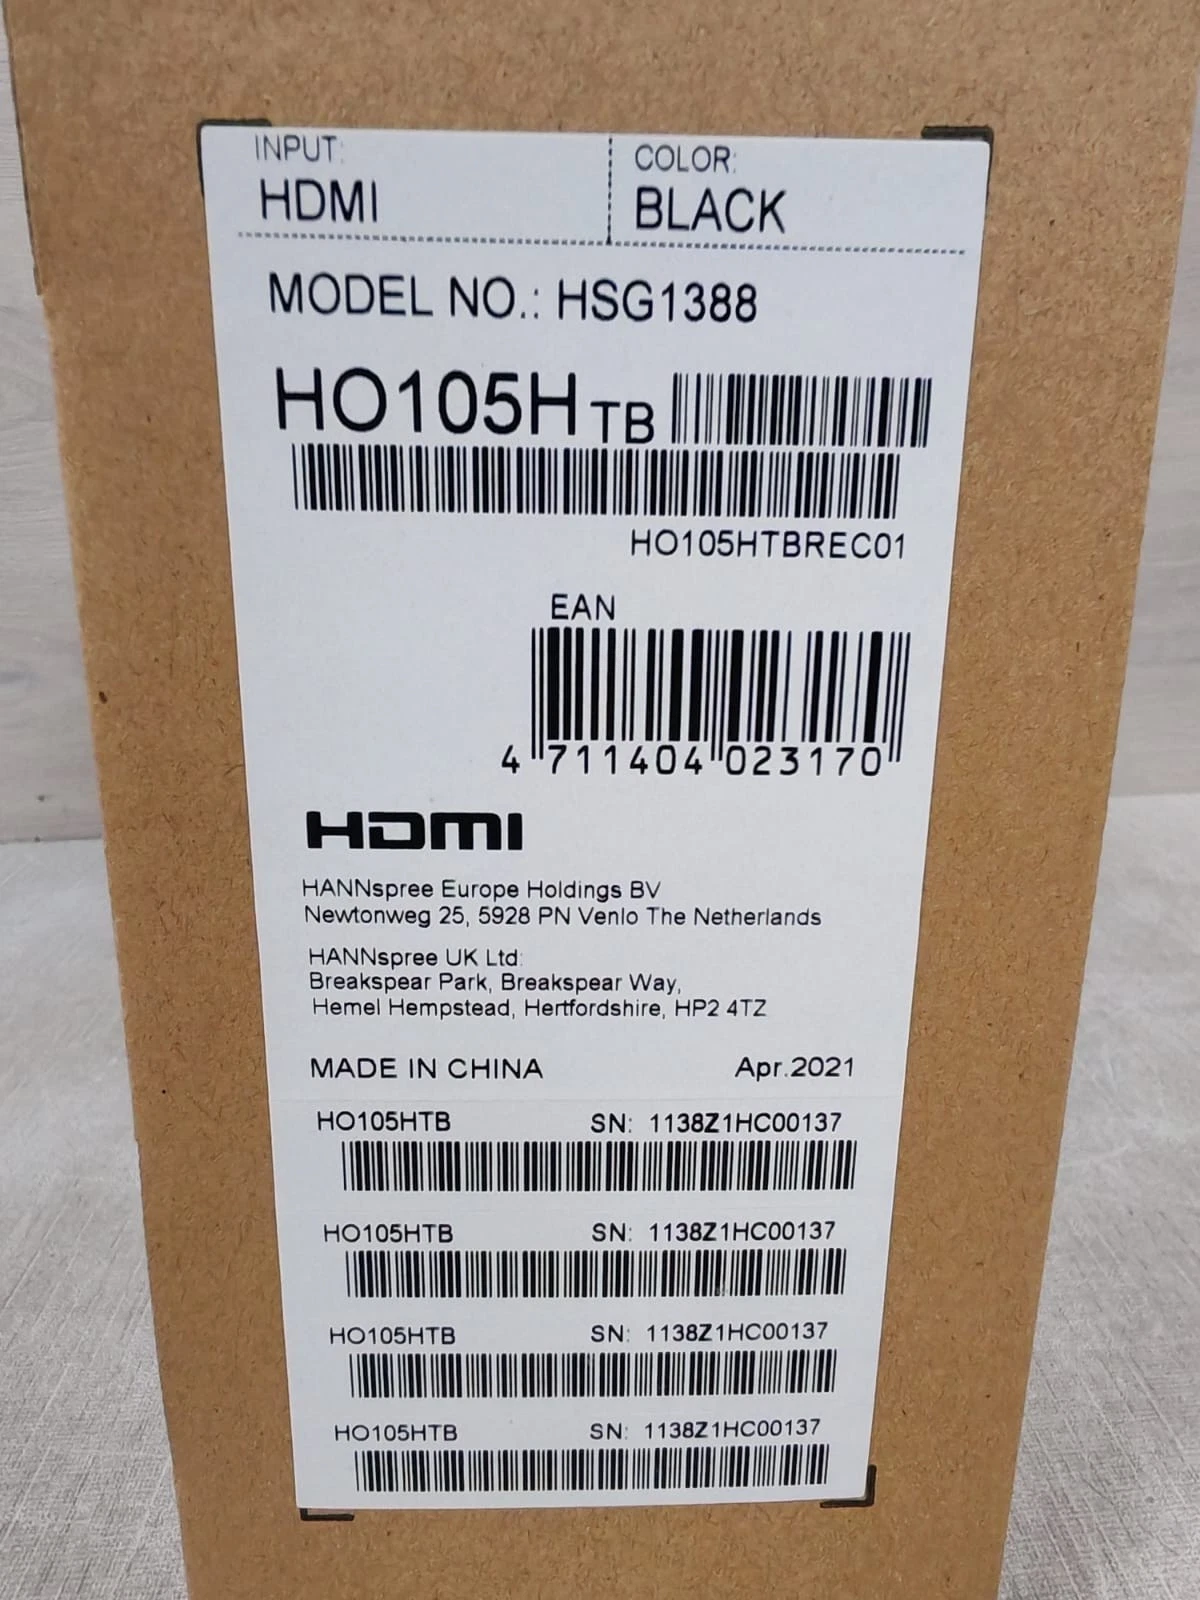 INPUT: COLOR:
HDMI BLACK
MODEL NO.: HSG1388
HO105H TB
HO105HTBREC01
EAN
4 711404 023170
HDMI
HANNspree Europe Holdings BV
Newtonweg 25, 5928 PN Venlo The Netherlands
HANNspree UK Ltd:
Breakspear Park, Breakspear Way,
Hemel Hempstead, Hertfordshire, HP2 4TZ
MADE IN CHINA Apr.2021
HO105HTB SN: 1138Z1HC00137
HO105HTB SN: 1138Z1HC00137
HO105HTB SN: 1138Z1HC00137
HO105HTB SN: 1138Z1HC00137